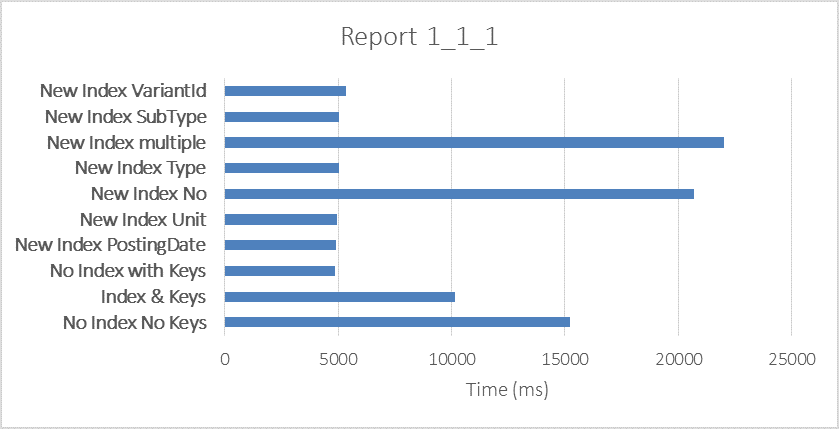 Report 1_1_1
New Index VariantId
New Index SubType
New Index multiple
New Index Type
New Index No
New Index Unit
New Index PostingDate
No Index with Keys
Index & Keys
No Index No Keys
0 5000 10000 15000 20000 25000
Time (ms)